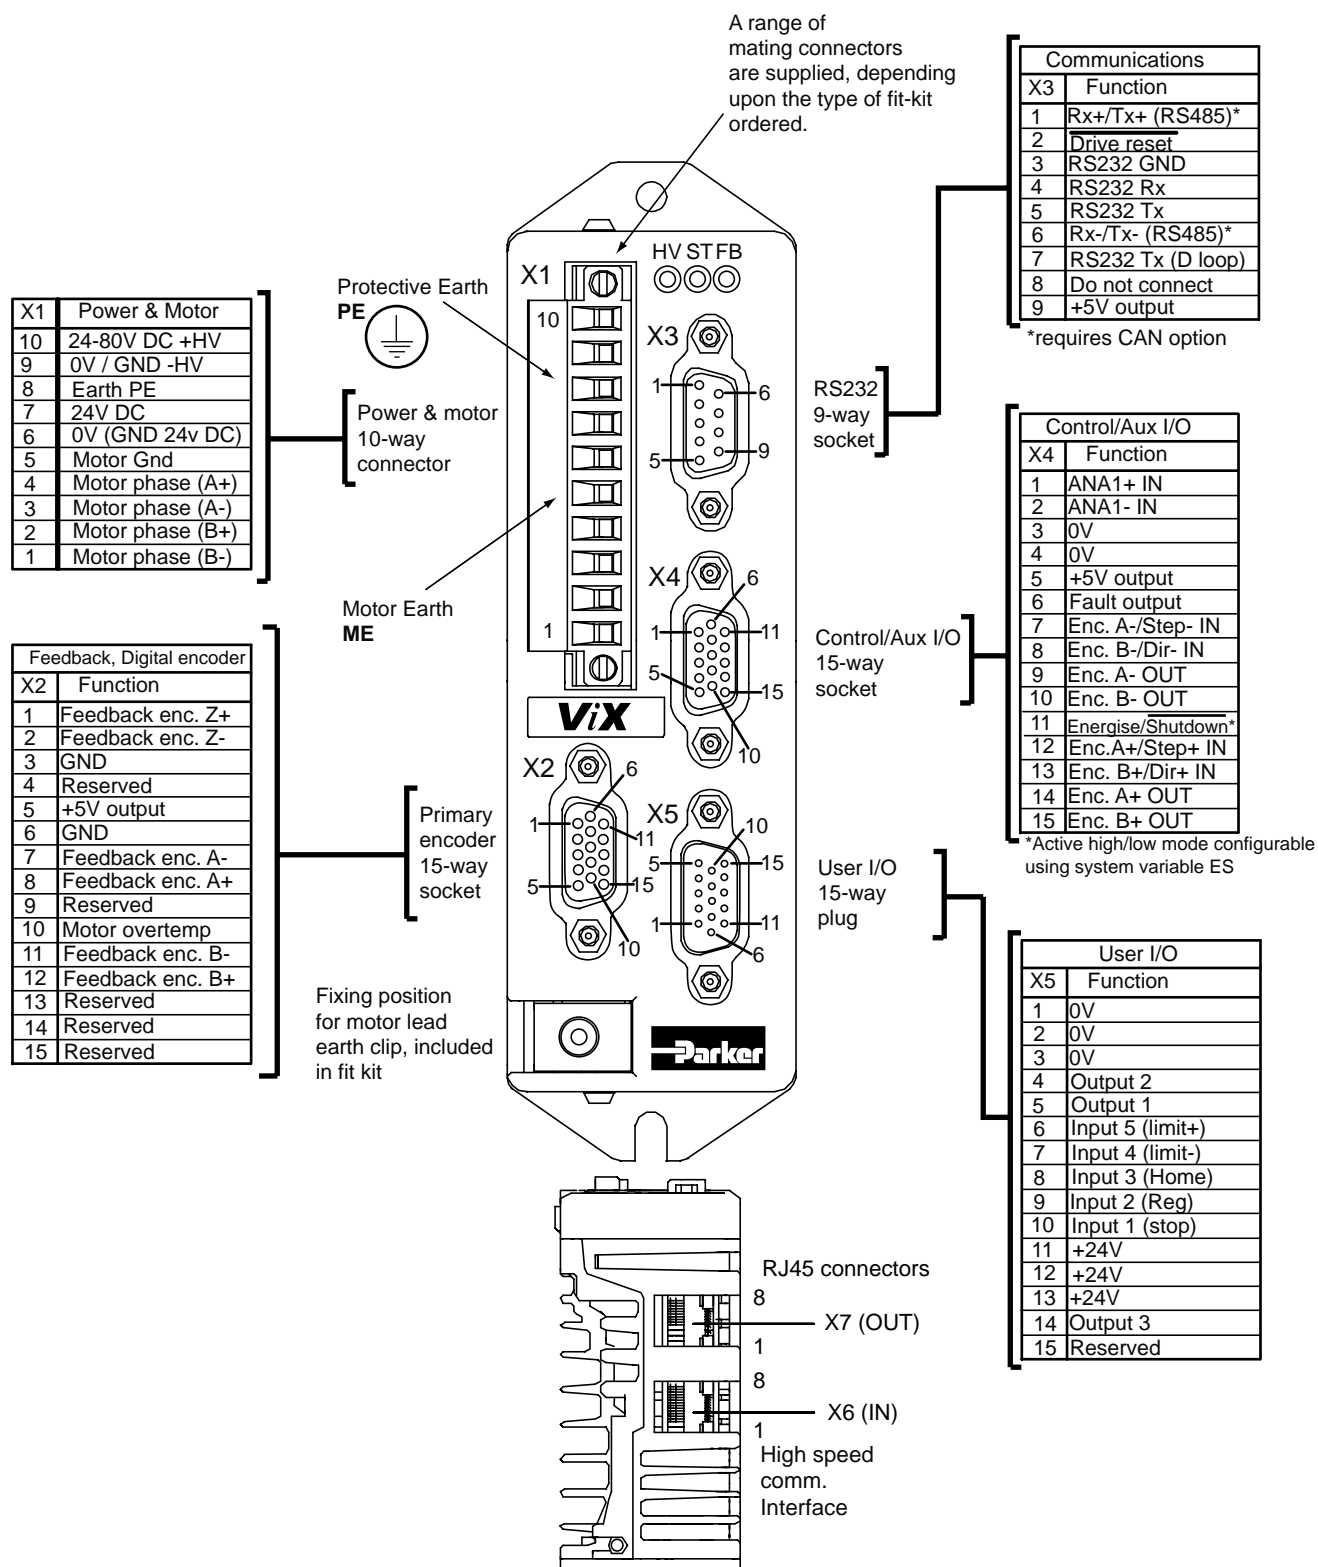 A range of
mating connectors
are supplied, depending
upon the type of fit-kit
ordered.
Communications
X3 Function
1 Rx+/Tx+ (RS485)*
2 Drive reset
3 RS232 GND
4 RS232 Rx
5 RS232 Tx
6 Rx-/Tx- (RS485)*
7 RS232 Tx (D loop)
8 Do not connect
9 +5V output
*requires CAN option
HV ST FB
X1
10
1
Protective Earth
PE
X1 Power & Motor
10 24-80V DC +HV
9 0V / GND -HV
8 Earth PE
7 24V DC
6 0V (GND 24v DC)
5 Motor Gnd
4 Motor phase (A+)
3 Motor phase (A-)
2 Motor phase (B+)
1 Motor phase (B-)
Power & motor
10-way
connector
Motor Earth
ME
X3
1
6
5
9
RS232
9-way
socket
Control/Aux I/O
X4 Function
1 ANA1+ IN
2 ANA1- IN
3 0V
4 0V
5 +5V output
6 Fault output
7 Enc. A-/Step- IN
8 Enc. B-/Dir- IN
9 Enc. A- OUT
10 Enc. B- OUT
11 Energise/Shutdown*
12 Enc.A+/Step+ IN
13 Enc. B+/Dir+ IN
14 Enc. A+ OUT
15 Enc. B+ OUT
*Active high/low mode configurable
using system variable ES
X4
6
1
11
5
15
10
Control/Aux I/O
15-way
socket
ViX
Feedback, Digital encoder
X2 Function
1 Feedback enc. Z+
2 Feedback enc. Z-
3 GND
4 Reserved
5 +5V output
6 GND
7 Feedback enc. A-
8 Feedback enc. A+
9 Reserved
10 Motor overtemp
11 Feedback enc. B-
12 Feedback enc. B+
13 Reserved
14 Reserved
15 Reserved
Primary
encoder
15-way
socket
X2
6
1
11
5
15
10
X5
10
5
15
1
11
6
User I/O
15-way
plug
User I/O
X5 Function
1 0V
2 0V
3 0V
4 Output 2
5 Output 1
6 Input 5 (limit+)
7 Input 4 (limit-)
8 Input 3 (Home)
9 Input 2 (Reg)
10 Input 1 (stop)
11 +24V
12 +24V
13 +24V
14 Output 3
15 Reserved
Fixing position
for motor lead
earth clip, included
in fit kit
Parker
RJ45 connectors
8
X7 (OUT)
1
8
X6 (IN)
1
High speed
comm.
Interface